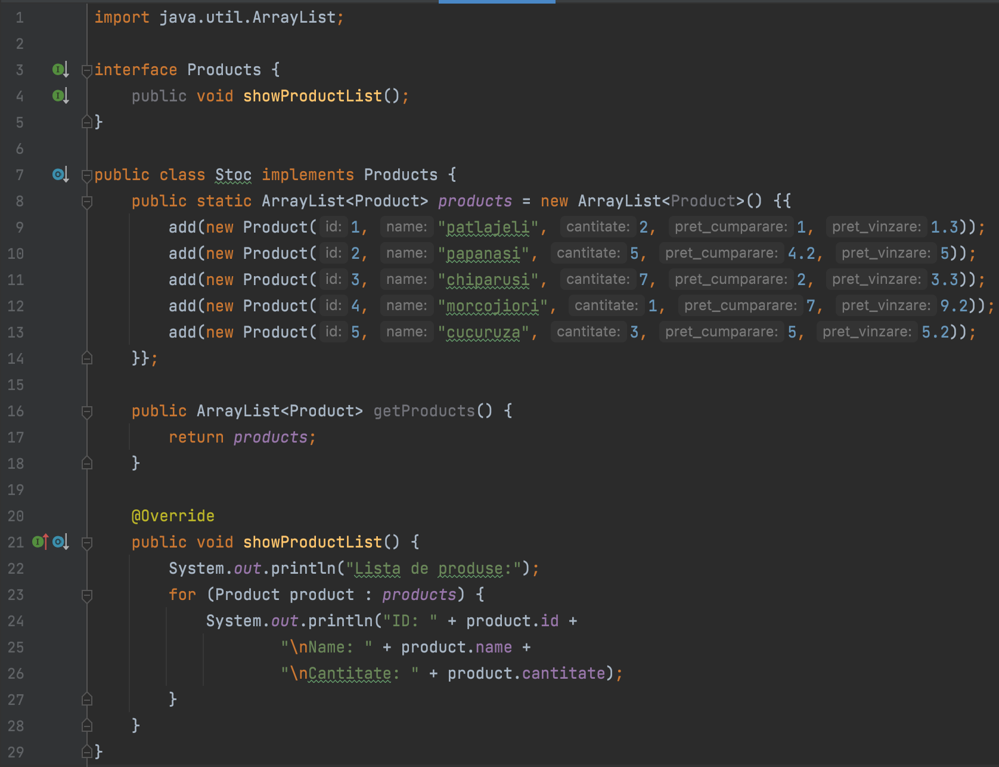 1 import java.util.ArrayList;
2
3 interface Products {
4     public void showProductList();
5 }
6
7 public class Stoc implements Products {
8     public static ArrayList<Product> products = new ArrayList<Product>() {{
9         add(new Product( id: 1, name: "patlajeli", cantitate: 2, pret_cumparare: 1, pret_vinzare: 1.3));
10         add(new Product( id: 2, name: "papanasi", cantitate: 5, pret_cumparare: 4.2, pret_vinzare: 5));
11         add(new Product( id: 3, name: "chiparusi", cantitate: 7, pret_cumparare: 2, pret_vinzare: 3.3));
12         add(new Product( id: 4, name: "morcojiori", cantitate: 1, pret_cumparare: 7, pret_vinzare: 9.2));
13         add(new Product( id: 5, name: "cucuruza", cantitate: 3, pret_cumparare: 5, pret_vinzare: 5.2));
14     }};
15
16     public ArrayList<Product> getProducts() {
17         return products;
18     }
19
20     @Override
21     public void showProductList() {
22         System.out.println("Lista de produse:");
23         for (Product product : products) {
24             System.out.println("ID: " + product.id +
25                     "\nName: " + product.name +
26                     "\nCantitate: " + product.cantitate);
27         }
28     }
29 }